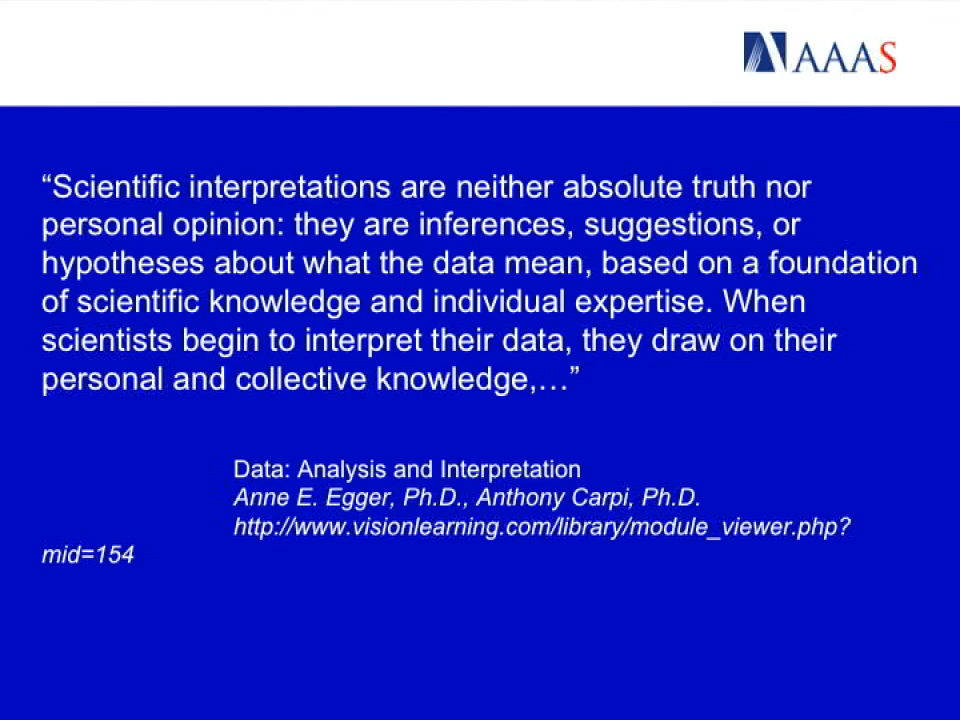 AAAS
“Scientific interpretations are neither absolute truth nor
personal opinion: they are inferences, suggestions, or
hypotheses about what the data mean, based on a foundation
of scientific knowledge and individual expertise. When
scientists begin to interpret their data, they draw on their
personal and collective knowledge,…”
Data: Analysis and Interpretation
Anne E. Egger, Ph.D., Anthony Carpi, Ph.D.
http://www.visionlearning.com/library/module_viewer.php?
mid=154